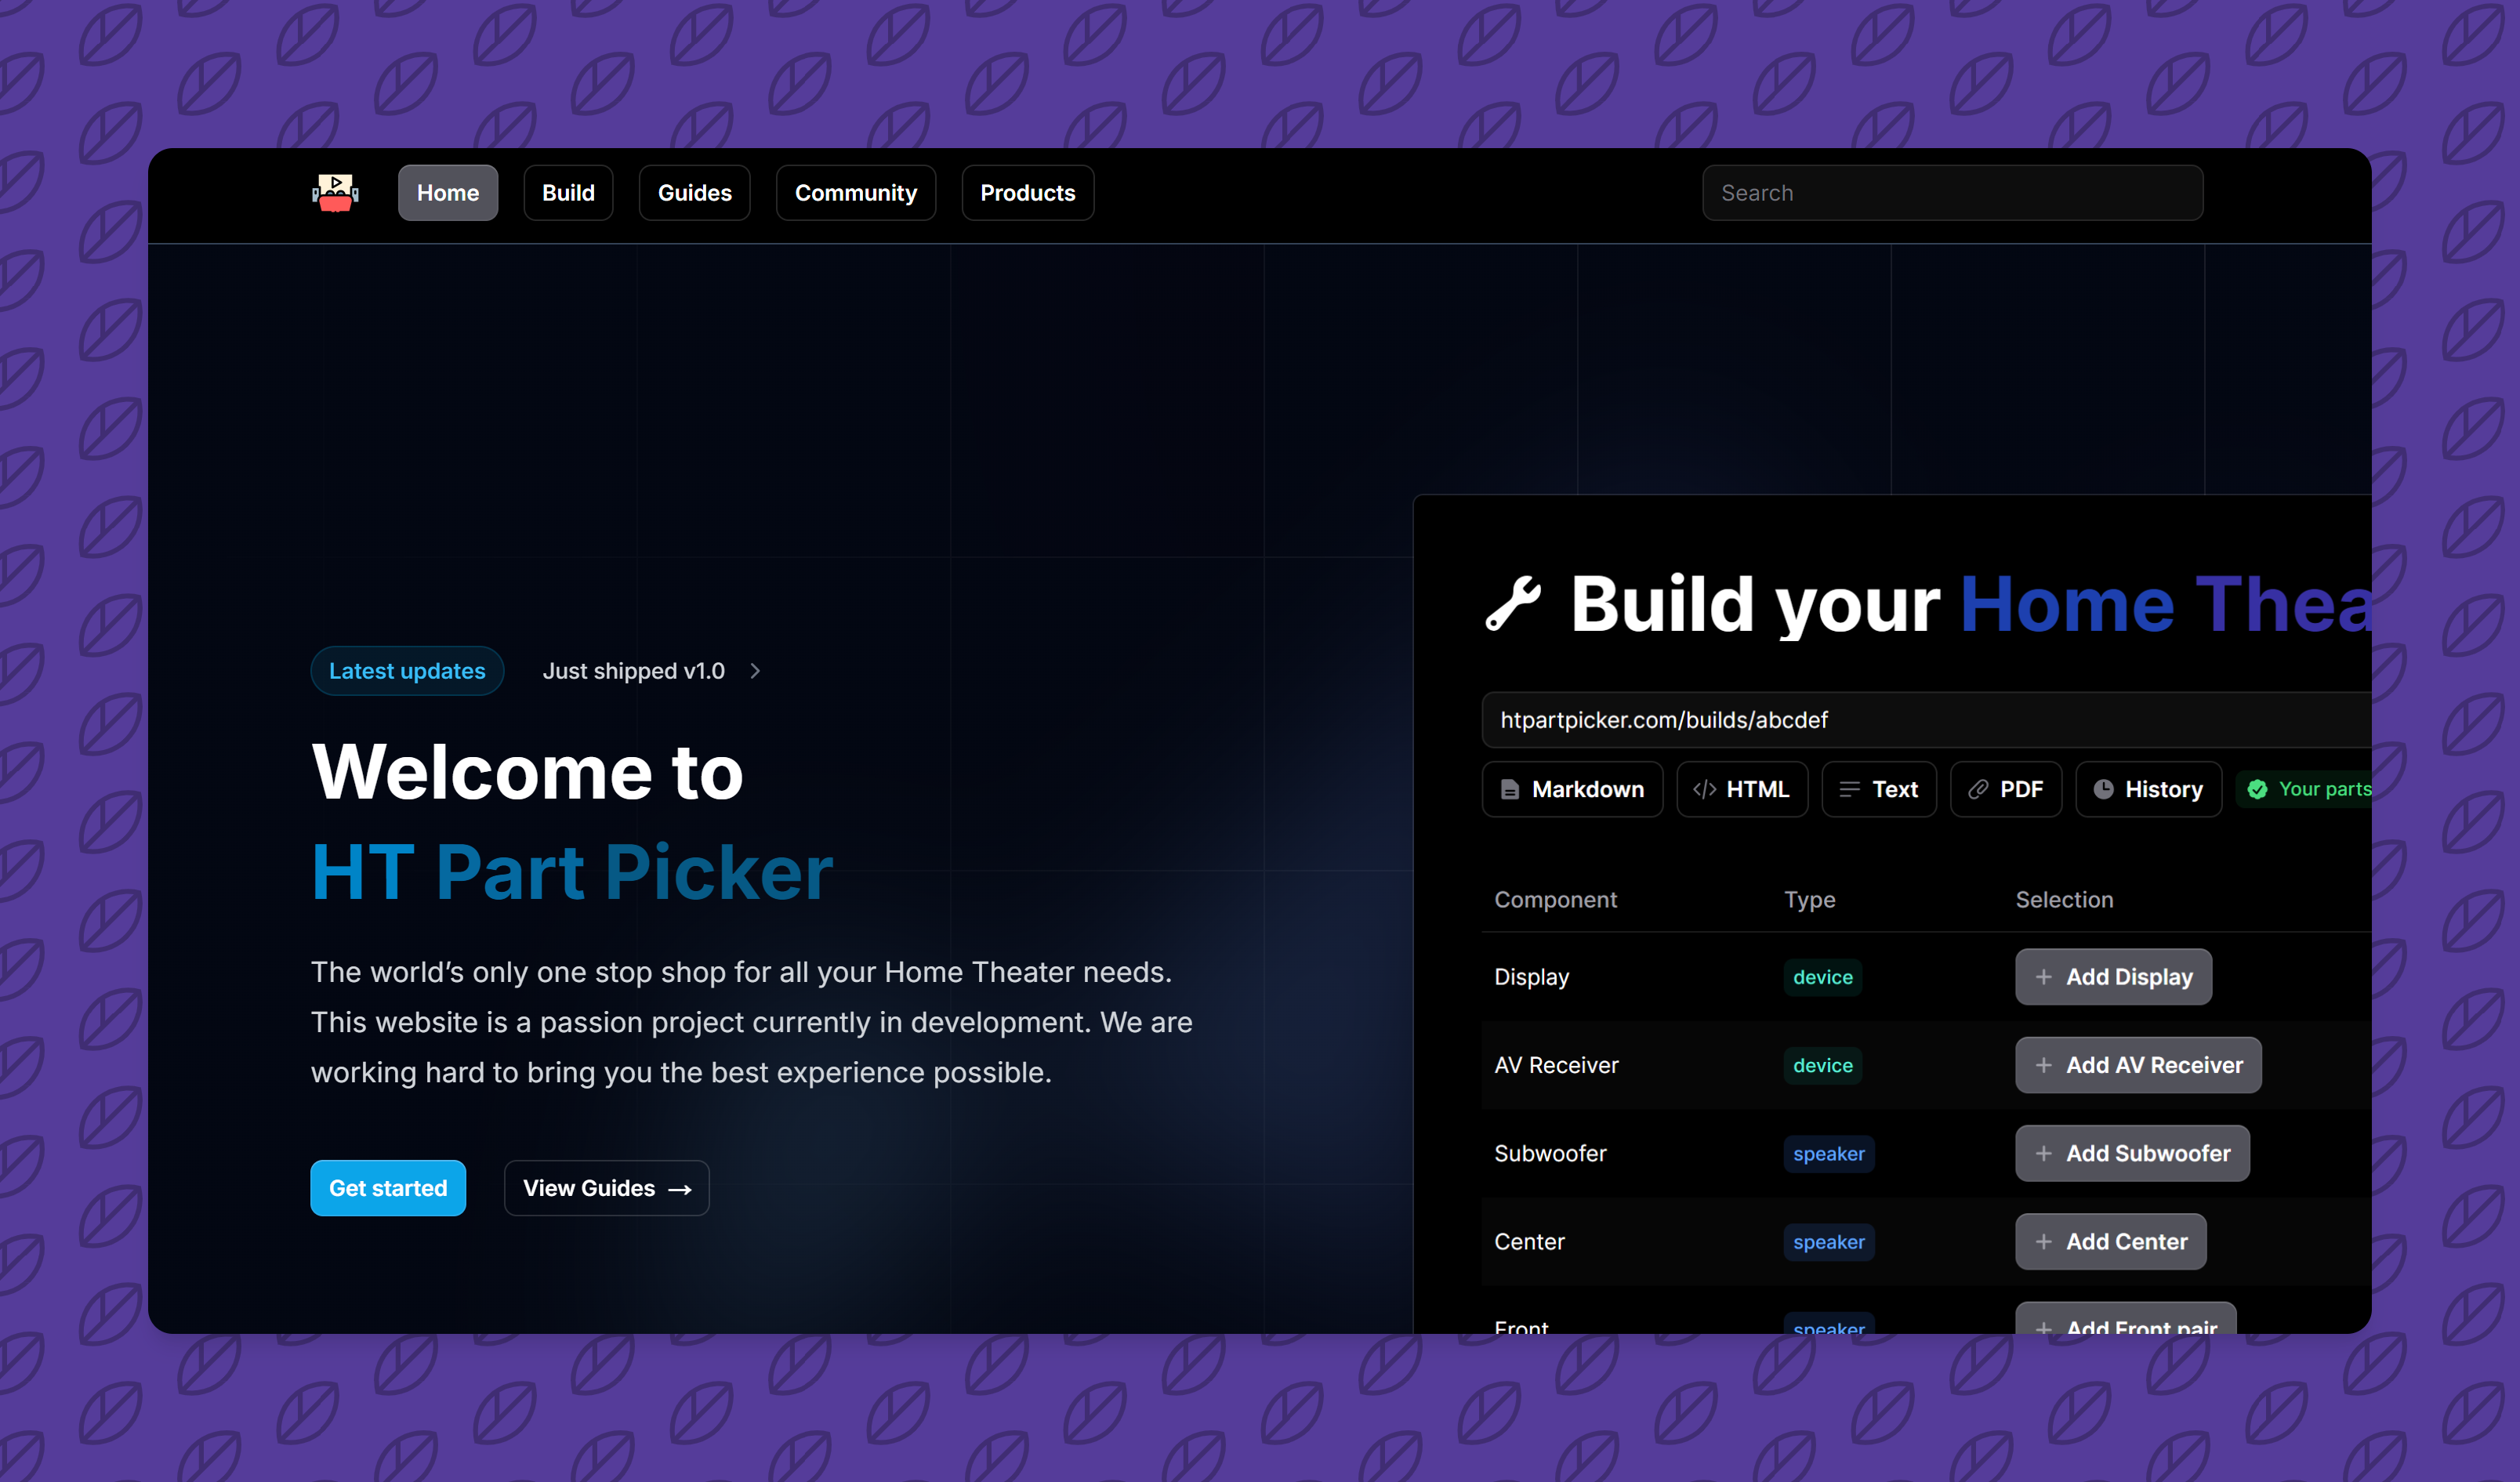 Home
Build
Guides
Community
Products
Search
Latest updates
Just shipped v1.0
Welcome to
HT Part Picker
The world’s only one stop shop for all your Home Theater needs.
This website is a passion project currently in development. We are
working hard to bring you the best experience possible.
Get started
View Guides →
Build your Home Thea
htpartpicker.com/builds/abcdef
Markdown
</> HTML
Text
PDF
History
Your parts
Component Type Selection
Display device + Add Display
AV Receiver device + Add AV Receiver
Subwoofer speaker + Add Subwoofer
Center speaker + Add Center
Front speaker + Add Front pair